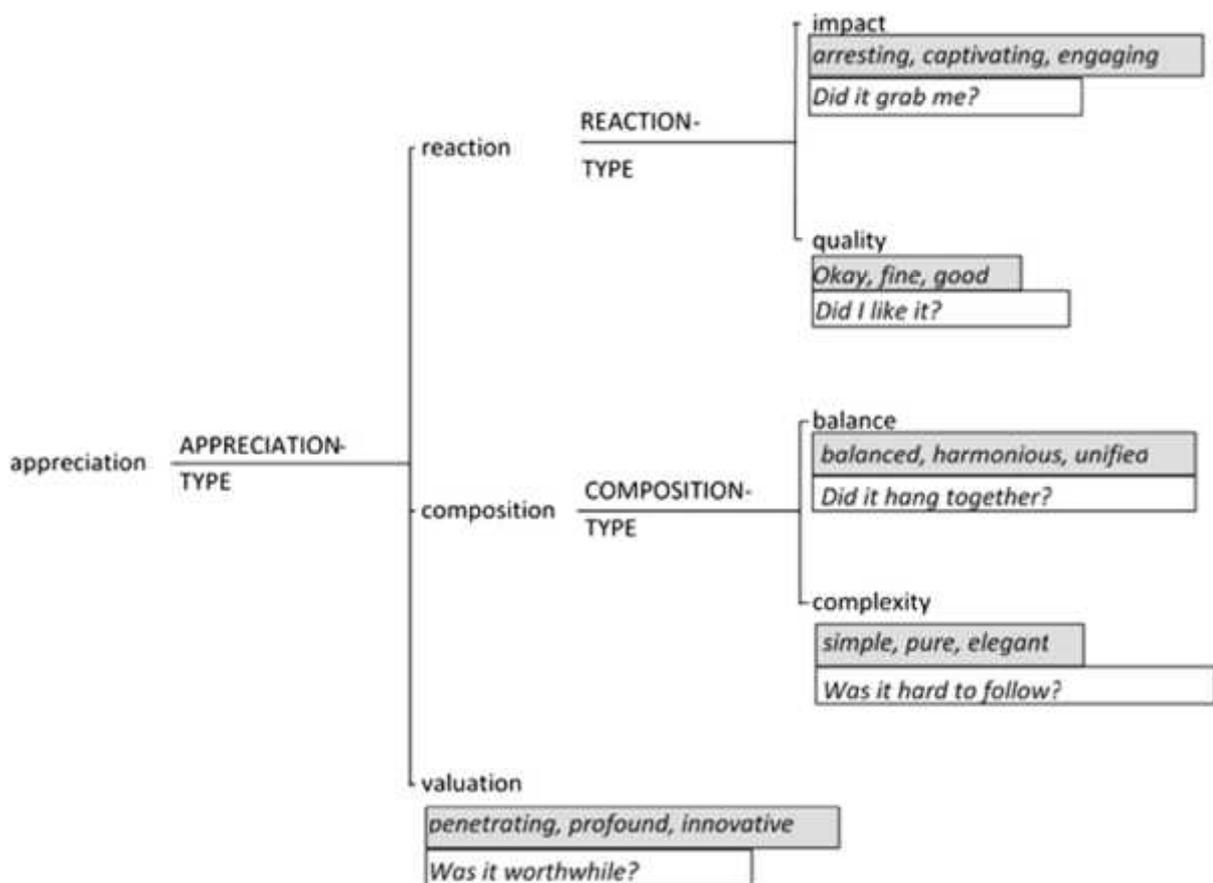 impact
arresting, captivating, engaging
Did it grab me?
REACTION-
reaction
TYPE
quality
Okay, fine, good
Did I like it?
balance
balanced, harmonious, unified
Did it hang together?
APPRECIATION-
appreciation
TYPE
COMPOSITION-
composition
TYPE
complexity
simple, pure, elegant
Was it hard to follow?
valuation
penetrating, profound, innovative
Was it worthwhile?